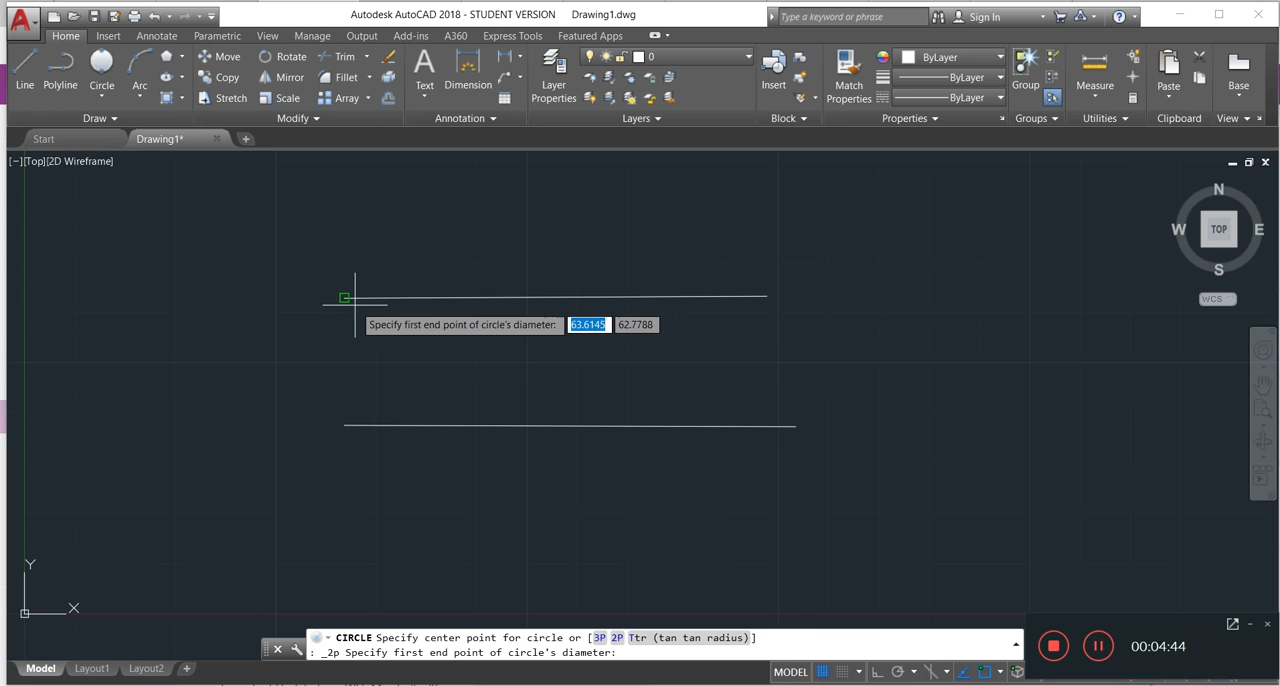 Autodesk AutoCAD 2018 - STUDENT VERSION Drawing1.dwg
Type a keyword or phrase
Sign In
Home Insert Annotate Parametric View Manage Output Add-ins A360 Express Tools Featured Apps
Line Polyline Circle Arc
Move Rotate Trim
Copy Mirror Fillet
Stretch Scale Array
Text Dimension
Layer Properties
0
Insert
Match Properties
ByLayer
ByLayer
ByLayer
Group
Measure
Paste
Base
Draw Modify Annotation Layers Block Properties Groups Utilities Clipboard View
Start Drawing1*
[−][Top][2D Wireframe]
N
W TOP E
S
WCS
Specify first end point of circle's diameter: 63.6145 62.7788
Y
X
CIRCLE Specify center point for circle or [3P 2P Ttr (tan tan radius)]
: _2p Specify first end point of circle's diameter:
00:04:44
Model Layout1 Layout2 +
MODEL